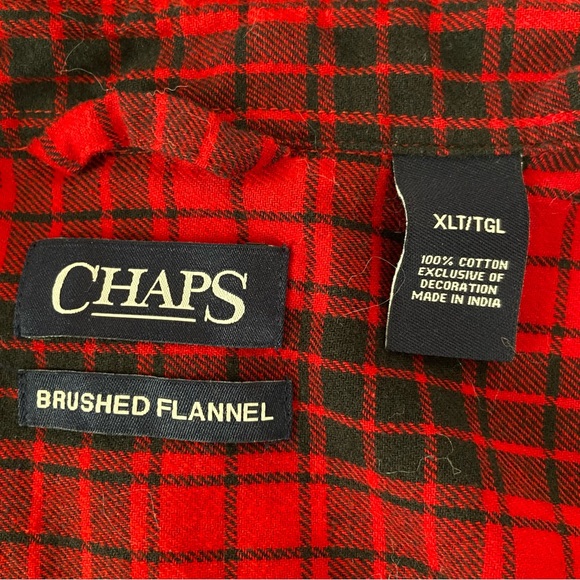 CHAPS
BRUSHED FLANNEL
XLT/TGL
100% COTTON
EXCLUSIVE OF
DECORATION
MADE IN INDIA